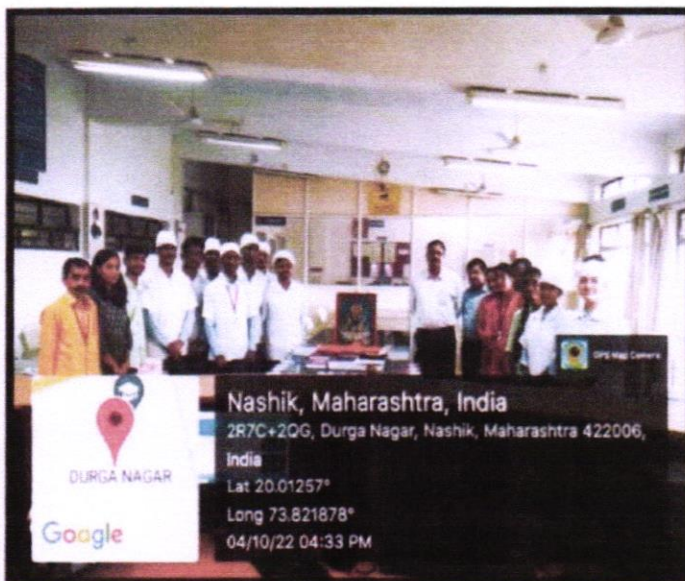 GPS Map Camera
Nashik, Maharashtra, India
2R7C+2QG, Durga Nagar, Nashik, Maharashtra 422006,
India
Lat 20.01257°
Long 73.821878°
04/10/22 04:33 PM
DURGA NAGAR
Google